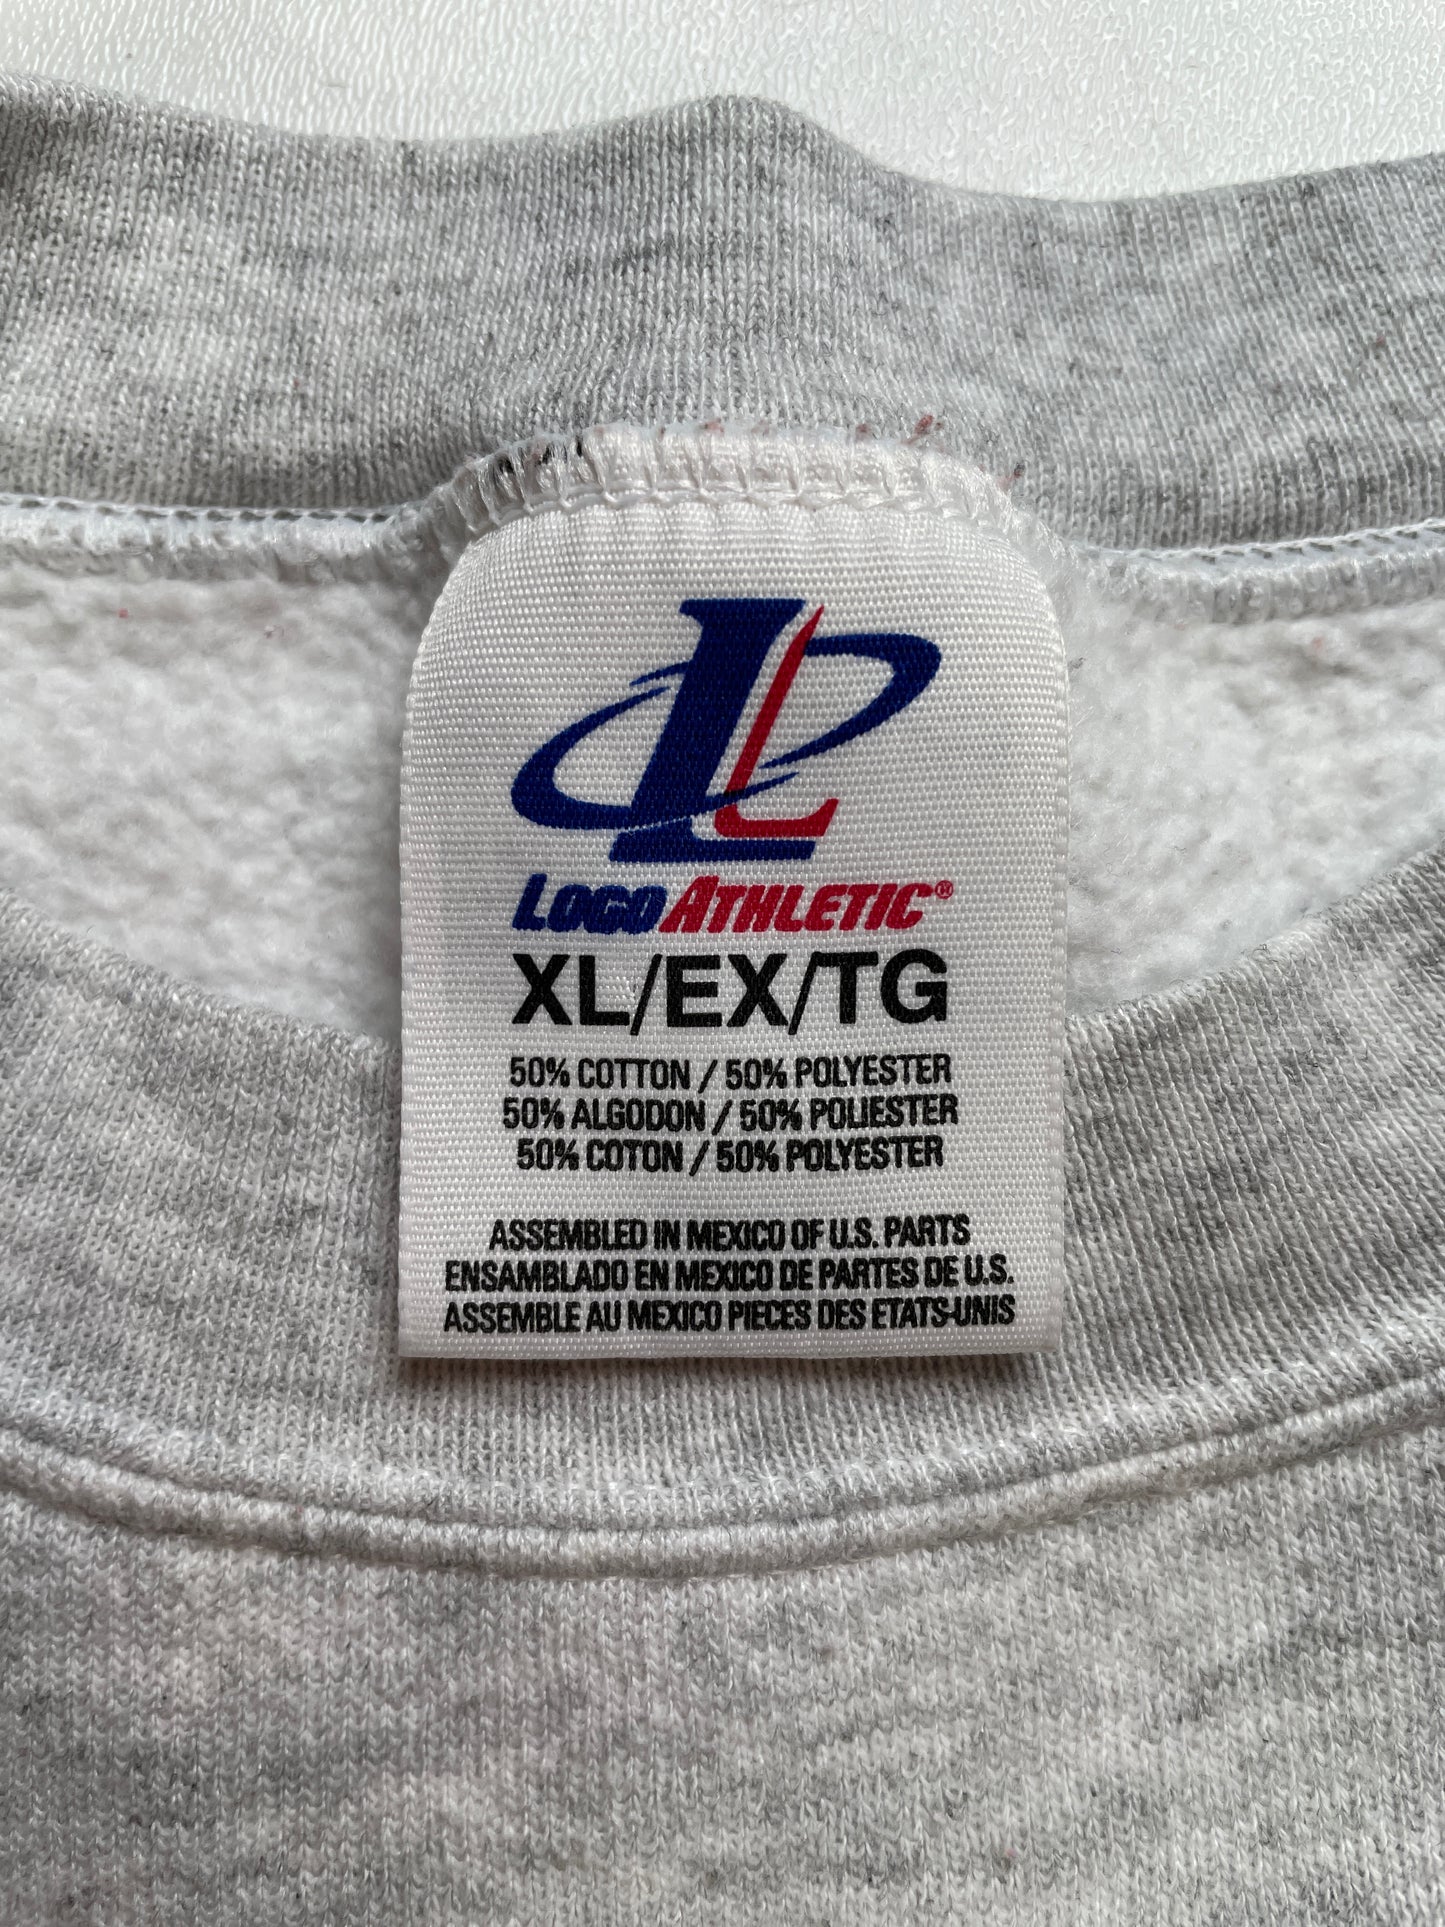 LL
LOGO ATHLETIC®
XL/EX/TG
50% COTTON / 50% POLYESTER
50% ALGODON / 50% POLIESTER
50% COTON / 50% POLYESTER
ASSEMBLED IN MEXICO OF U.S. PARTS
ENSAMBLADO EN MEXICO DE PARTES DE U.S.
ASSEMBLE AU MEXICO PIECES DES ETATS-UNIS